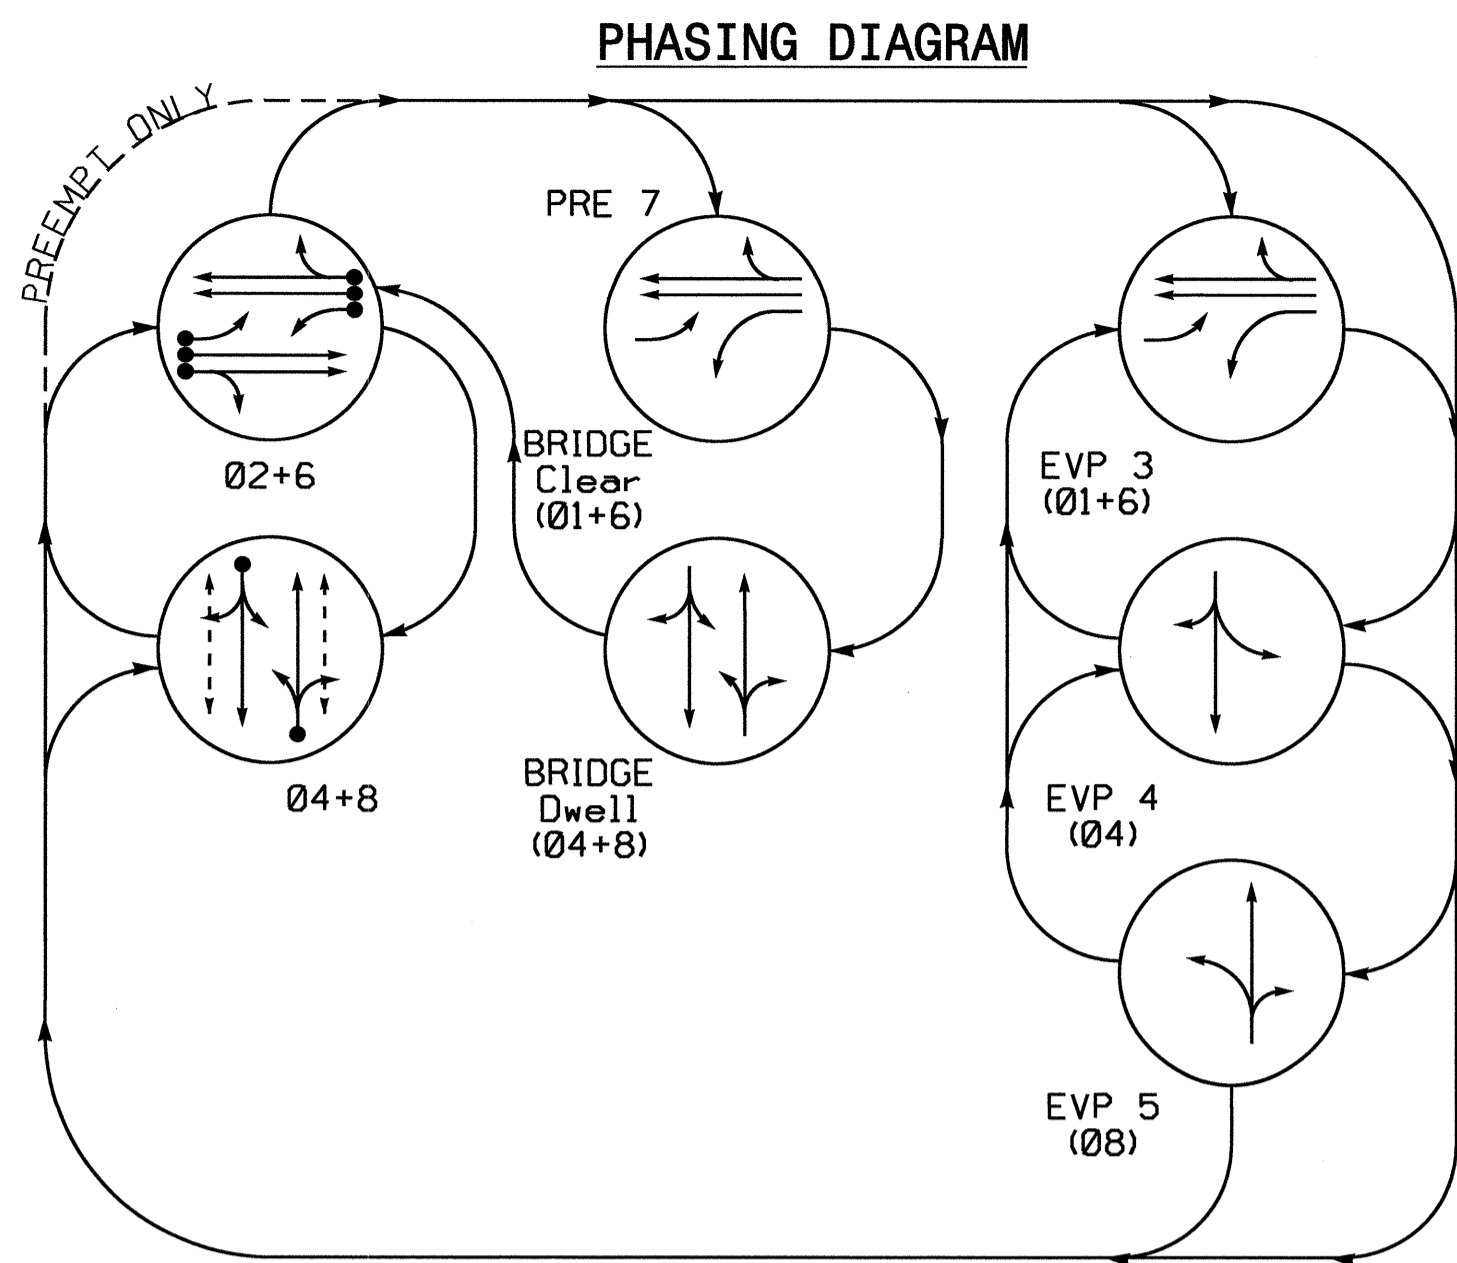 PHASING DIAGRAM
PREEMPT ONLY
PRE 7
Ø2+6
BRIDGE
Clear
(Ø1+6)
EVP 3
(Ø1+6)
Ø4+8
BRIDGE
Dwell
(Ø4+8)
EVP 4
(Ø4)
EVP 5
(Ø8)